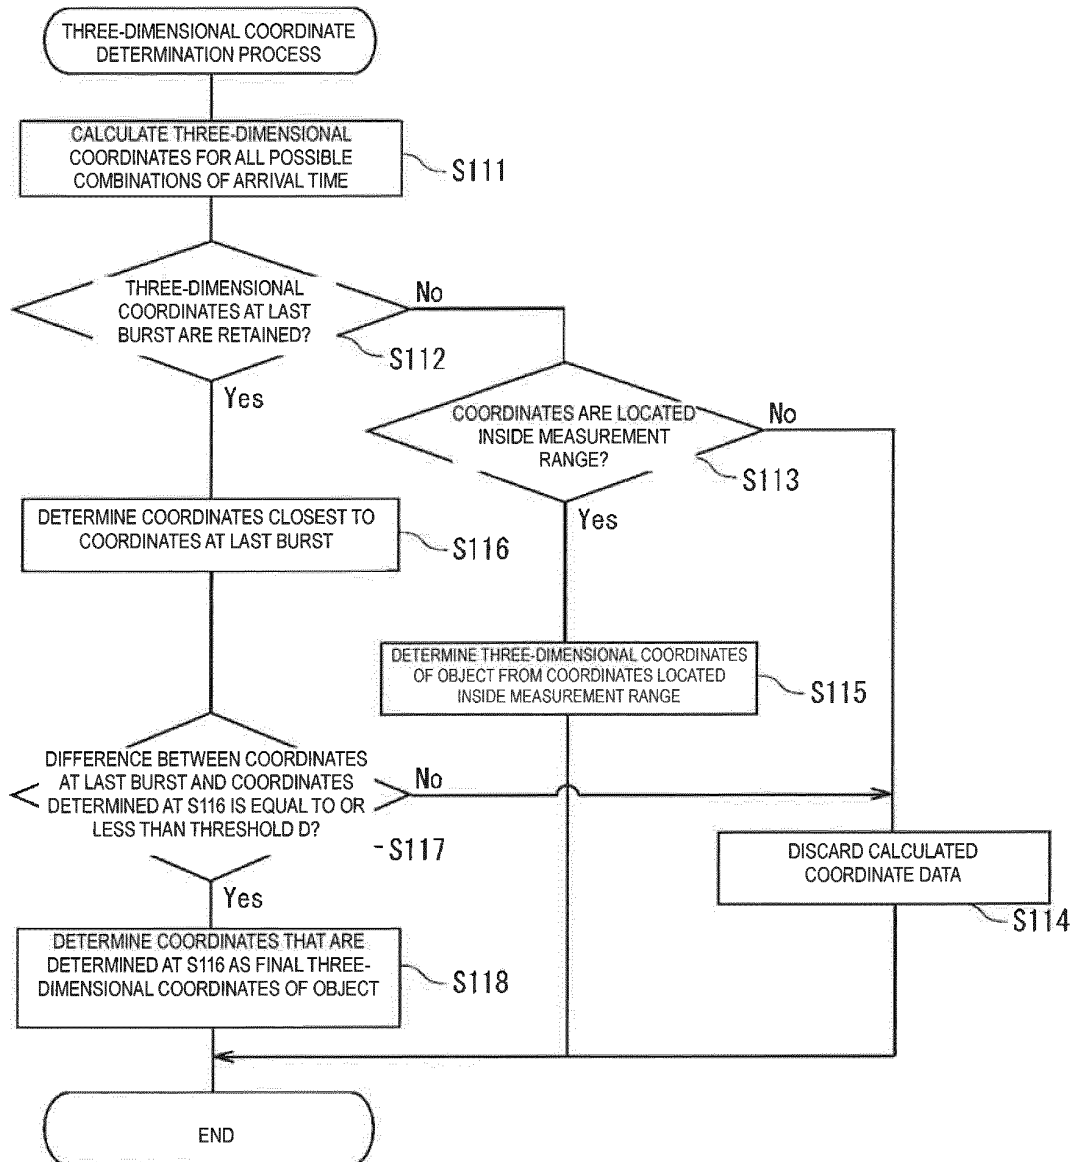 THREE-DIMENSIONAL COORDINATE
DETERMINATION PROCESS
CALCULATE THREE-DIMENSIONAL
COORDINATES FOR ALL POSSIBLE
COMBINATIONS OF ARRIVAL TIME
S111
THREE-DIMENSIONAL
COORDINATES AT LAST
BURST ARE RETAINED?
No
S112
Yes
COORDINATES ARE LOCATED
INSIDE MEASUREMENT
RANGE?
No
S113
Yes
DETERMINE COORDINATES CLOSEST TO
COORDINATES AT LAST BURST
S116
DETERMINE THREE-DIMENSIONAL COORDINATES
OF OBJECT FROM COORDINATES LOCATED
INSIDE MEASUREMENT RANGE
S115
DIFFERENCE BETWEEN COORDINATES
AT LAST BURST AND COORDINATES
DETERMINED AT S116 IS EQUAL TO OR
LESS THAN THRESHOLD D?
No
S117
Yes
DISCARD CALCULATED
COORDINATE DATA
S114
DETERMINE COORDINATES THAT ARE
DETERMINED AT S116 AS FINAL THREE-
DIMENSIONAL COORDINATES OF OBJECT
S118
END